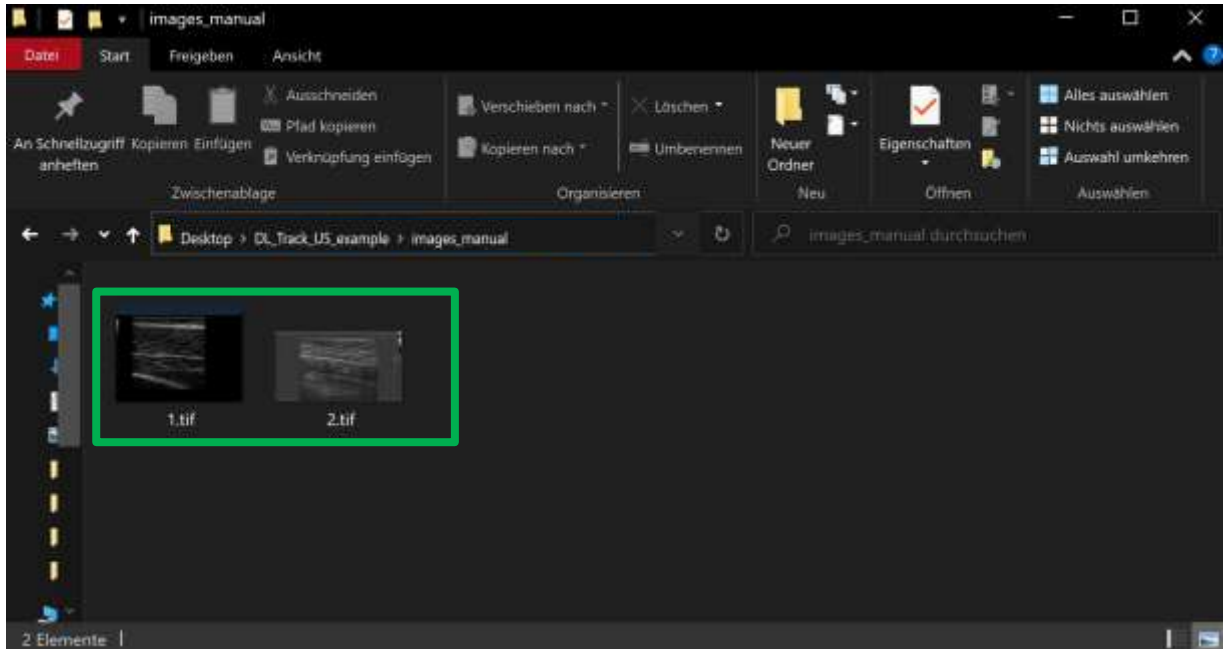 images_manual
Datei Start Freigeben Ansicht
An Schnellzugriff anheften
Kopieren
Einfügen
Ausschneiden
Pfad kopieren
Verknüpfung einfügen
Zwischenablage
Verschieben nach
Kopieren nach
Löschen
Umbenennen
Organisieren
Neuer Ordner
Neu
Eigenschaften
Öffnen
Alles auswählen
Nichts auswählen
Auswahl umkehren
Auswählen
Desktop › DL_Track_US_example › images_manual
images_manual durchsuchen
1.tif
2.tif
2 Elemente